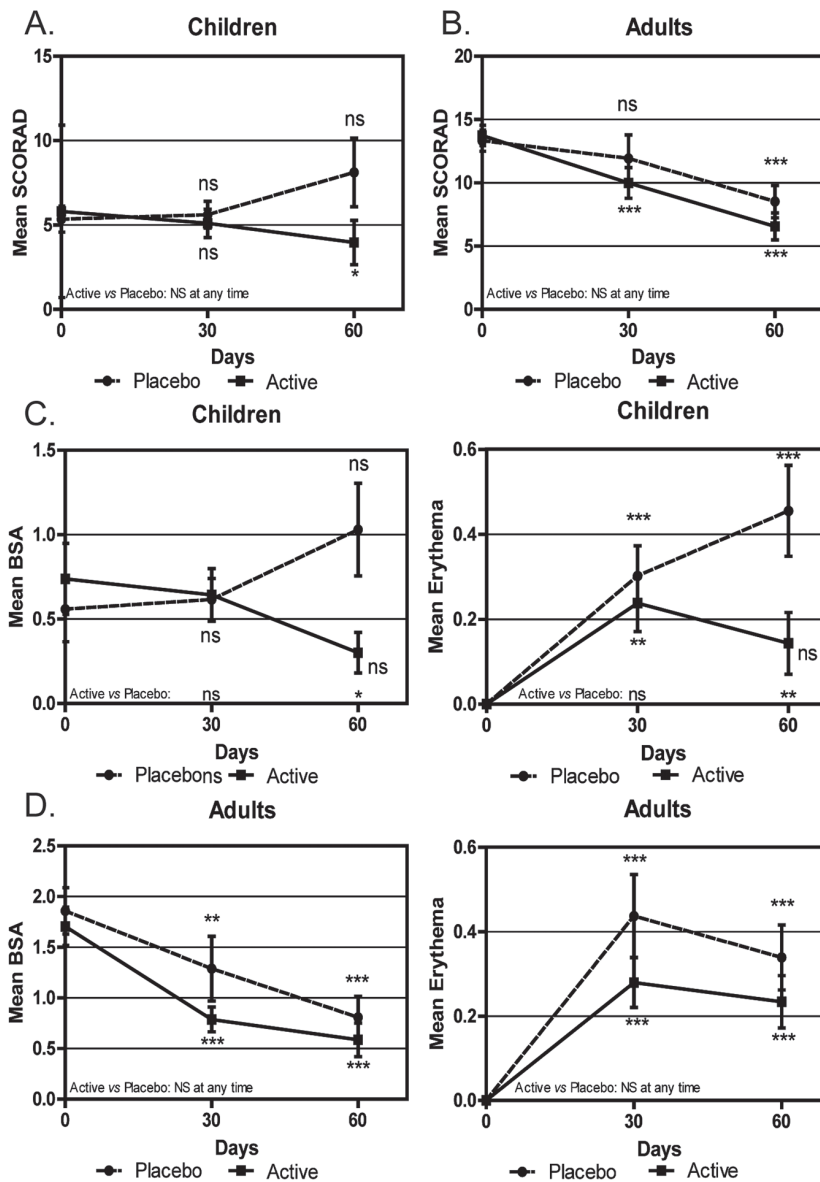 A.
Children
Mean SCORAD
15
10
5
0
ns
ns
ns
*
Active vs Placebo: NS at any time
0 30 60
Days
Placebo Active
B.
Adults
Mean SCORAD
20
15
10
5
0
ns
***
***
***
Active vs Placebo: NS at any time
0 30 60
Days
Placebo Active
C.
Children
Mean BSA
1.5
1.0
0.5
0.0
ns
ns
ns
Active vs Placebo: ns *
0 30 60
Days
Placebons Active
Children
Mean Erythema
0.6
0.4
0.2
0.0
***
***
**
ns
Active vs Placebo: ns **
0 30 60
Days
Placebo Active
D.
Adults
Mean BSA
2.5
2.0
1.5
1.0
0.5
0.0
**
***
***
***
Active vs Placebo: NS at any time
0 30 60
Days
Placebo Active
Adults
Mean Erythema
0.6
0.4
0.2
0.0
***
***
***
***
Active vs Placebo: NS at any time
0 30 60
Days
Placebo Active